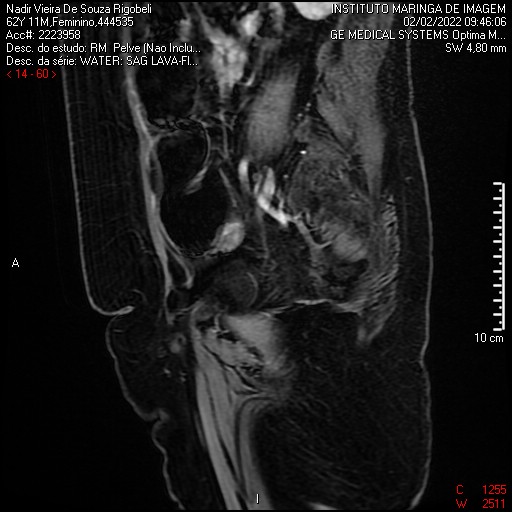 Nadir Vieira De Souza Rigobeli
62Y 11M,Feminino,444535
Acc#: 2223958
Desc. do estudo: RM Pelve (Nao Inclu...
Desc. da série: WATER: SAG LAVA-Fl...
< 14 - 60 >
INSTITUTO MARINGA DE IMAGEM
02/02/2022 09:46:06
GE MEDICAL SYSTEMS Optima M...
SW 4,80 mm
A
10 cm
I
C 1255
W 2511